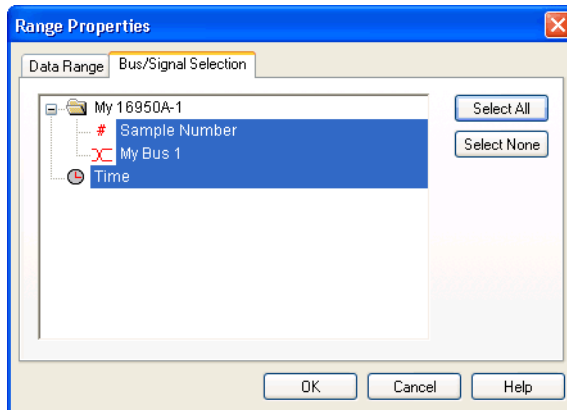 Range Properties
Data Range
Bus/Signal Selection
My 16950A-1
# Sample Number
My Bus 1
Time
Select All
Select None
OK
Cancel
Help